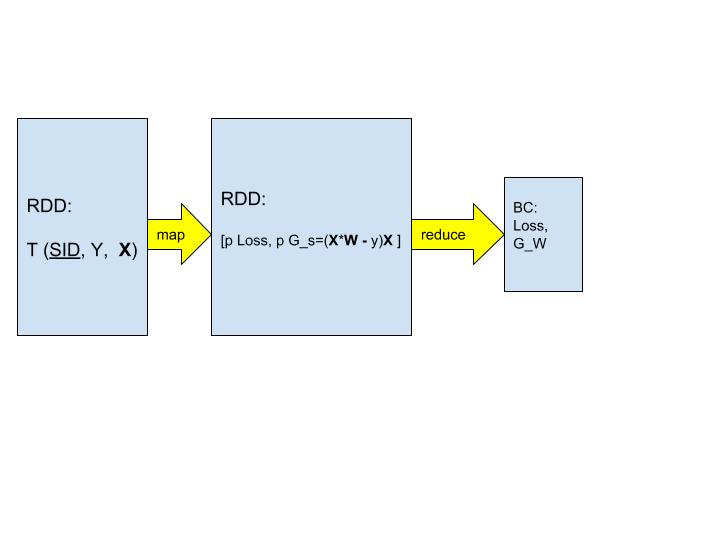 RDD:
T (SID, Y, X)
map
RDD:
[p Loss, p G_s=(X*W - y)X ]
reduce
BC:
Loss,
G_W